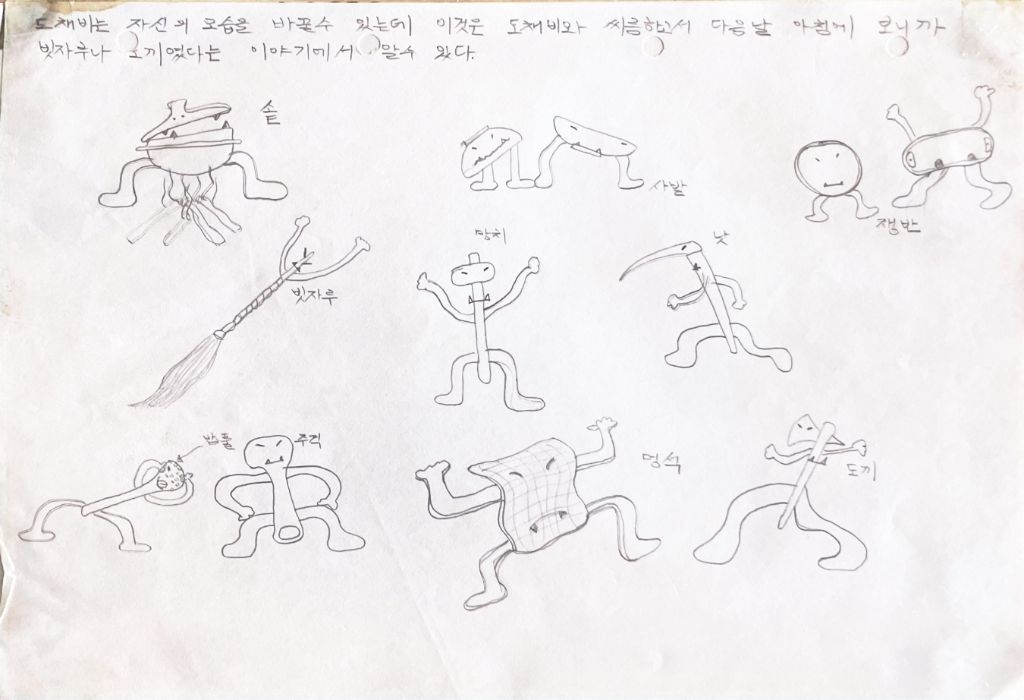 도채비는 자신의 모습을 바꿀수 있는데 이것은 도채비와 씨름하고서 다음날 아침에 보니까
빗자루나 도끼였다는 이야기에서 알수 있다.
솥
사발
쟁반
망치
낫
빗자루
밥풀
주걱
멍석
도끼